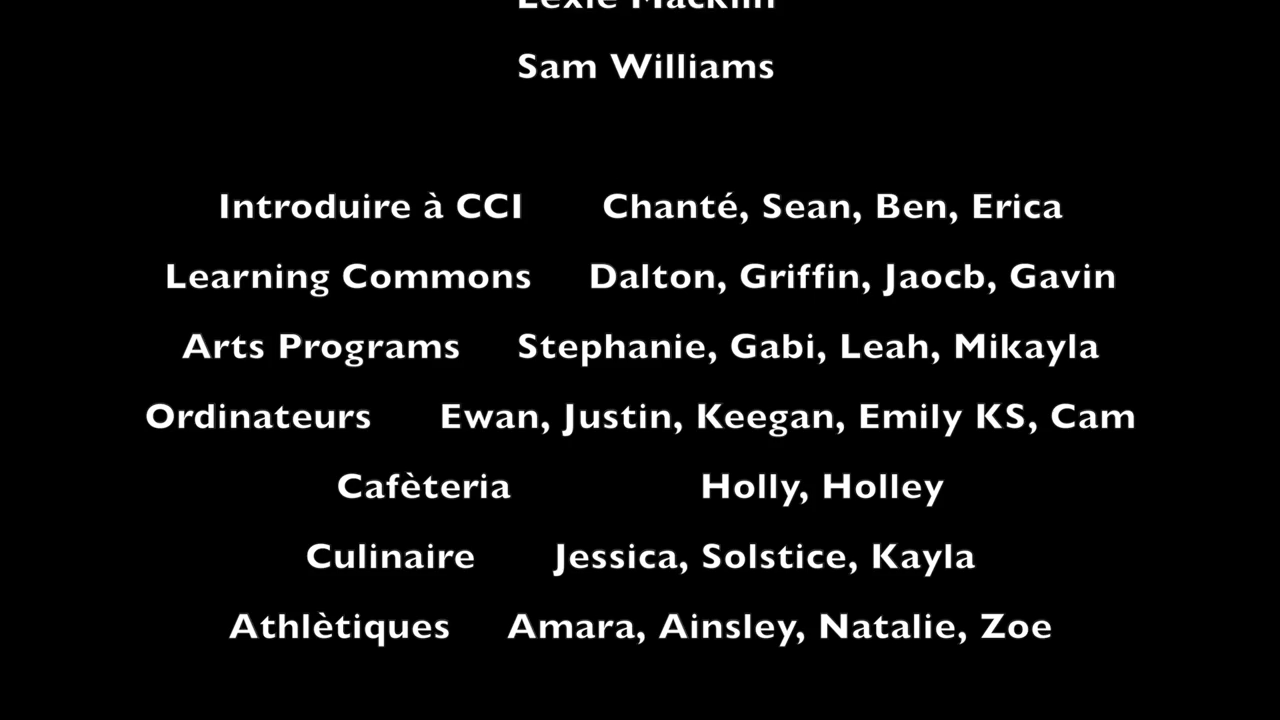 Lexie Macklin
Sam Williams
Introduire à CCI Chanté, Sean, Ben, Erica
Learning Commons Dalton, Griffin, Jaocb, Gavin
Arts Programs Stephanie, Gabi, Leah, Mikayla
Ordinateurs Ewan, Justin, Keegan, Emily KS, Cam
Cafèteria Holly, Holley
Culinaire Jessica, Solstice, Kayla
Athlètiques Amara, Ainsley, Natalie, Zoe